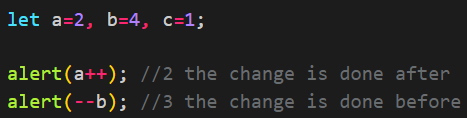 let a=2, b=4, c=1;
alert(a++); //2 the change is done after
alert(--b); //3 the change is done before